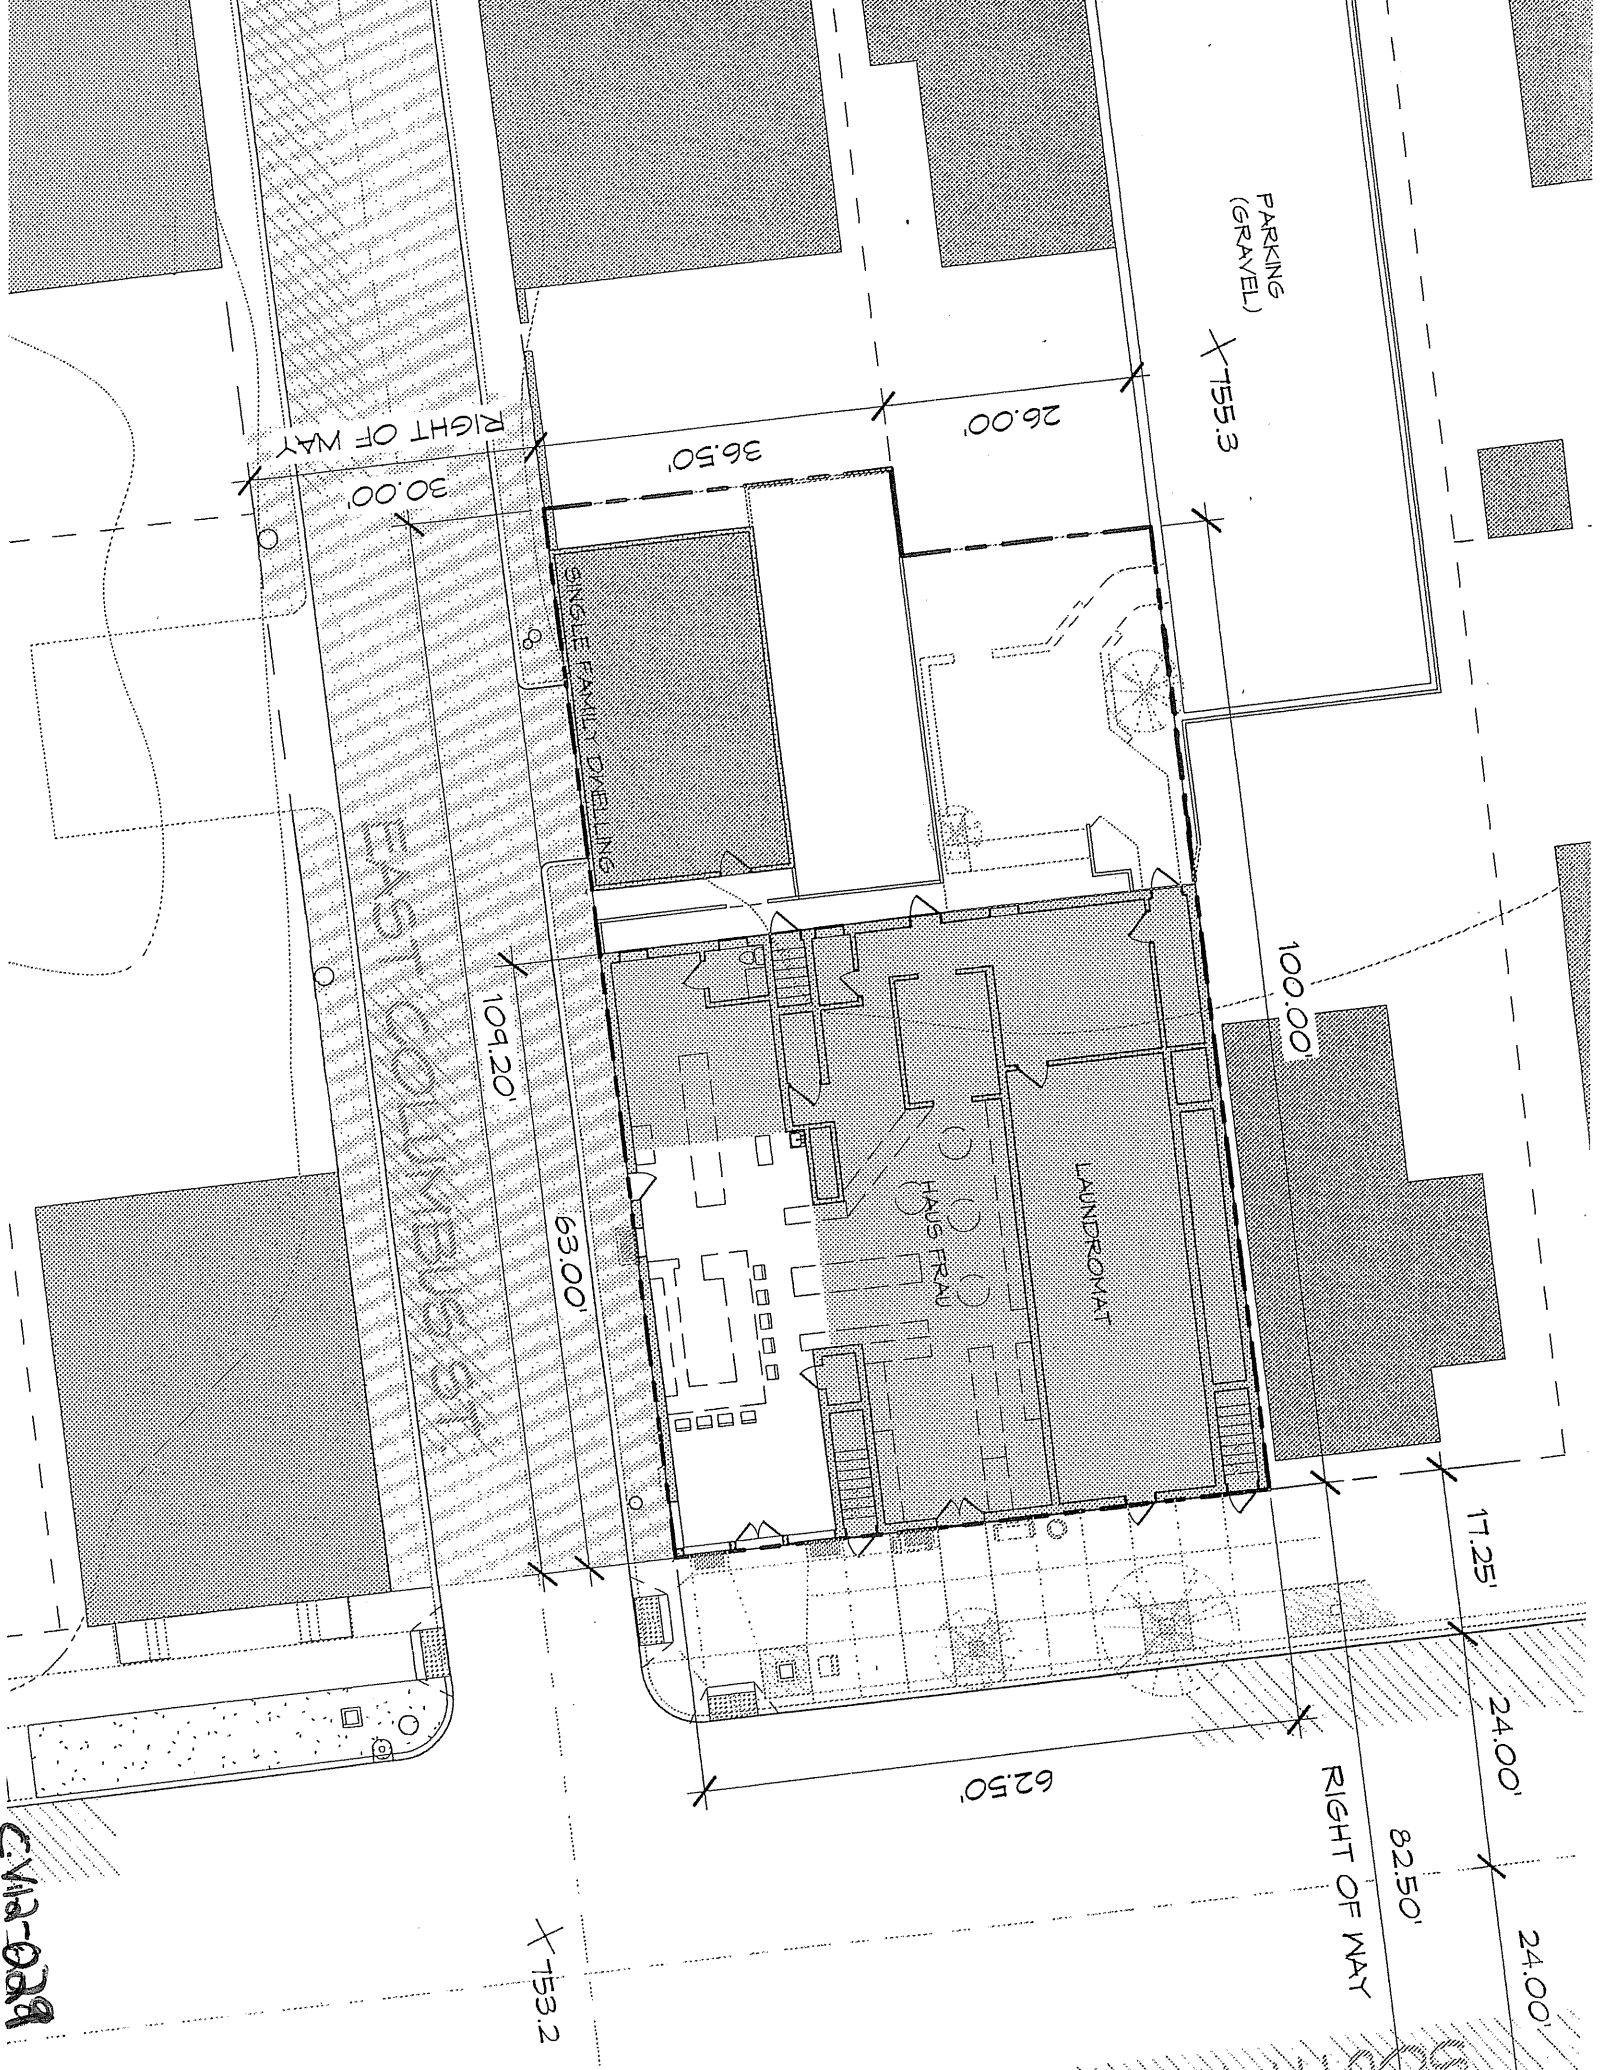 PARKING
(GRAVEL)
X 755.3
26.00'
36.50'
RIGHT OF WAY
30.00'
SINGLE FAMILY DWELLING
100.00'
EAST COLUMBUS ST.
109.20'
63.00'
HAUS FRAU
LAUNDROMAT
17.25'
24.00'
24.00'
62.50'
RIGHT OF WAY
82.50'
X 753.2
CV12-029